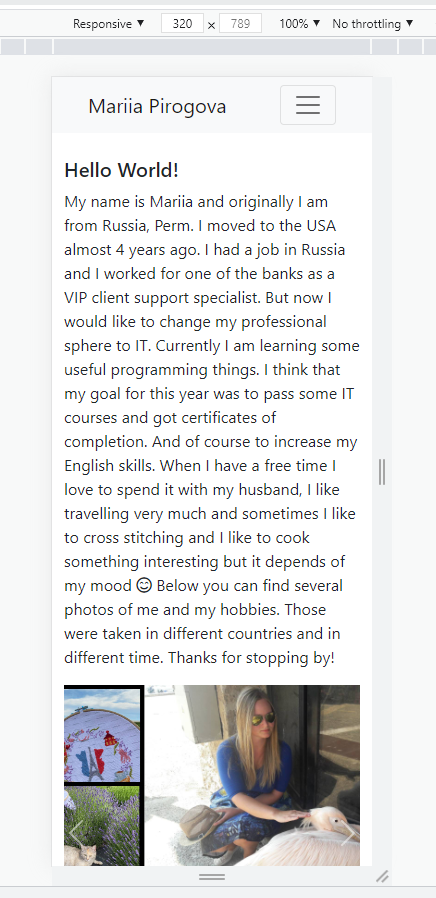 Responsive ▼ 320 × 789 100% ▼ No throttling ▼
Mariia Pirogova
Hello World!
My name is Mariia and originally I am
from Russia, Perm. I moved to the USA
almost 4 years ago. I had a job in Russia
and I worked for one of the banks as a
VIP client support specialist. But now I
would like to change my professional
sphere to IT. Currently I am learning some
useful programming things. I think that
my goal for this year was to pass some IT
courses and got certificates of
completion. And of course to increase my
English skills. When I have a free time I
love to spend it with my husband, I like
travelling very much and sometimes I like
to cross stitching and I like to cook
something interesting but it depends of
my mood 😊 Below you can find several
photos of me and my hobbies. Those
were taken in different countries and in
different time. Thanks for stopping by!